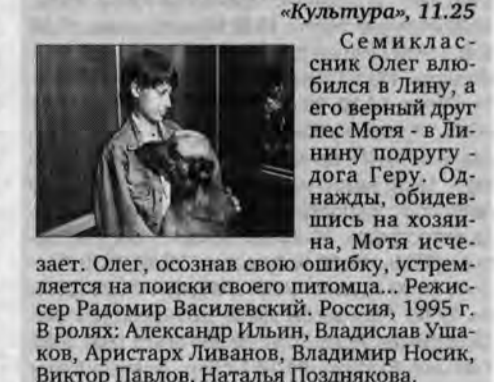 «Культура», 11.25
Семиклас-
сник Олег влю-
бился в Лину, а
его верный друг
пес Мотя - в Ли-
нину подругу -
дога Геру. Од-
нажды, обидев-
шись на хозяи-
на, Мотя исче-
зает. Олег, осознав свою ошибку, устрем-
ляется на поиски своего питомца... Режис-
сер Радомир Василевский. Россия, 1995 г.
В ролях: Александр Ильин, Владислав Уша-
ков, Аристарх Ливанов, Владимир Носик,
Виктор Павлов, Наталья Позднякова.